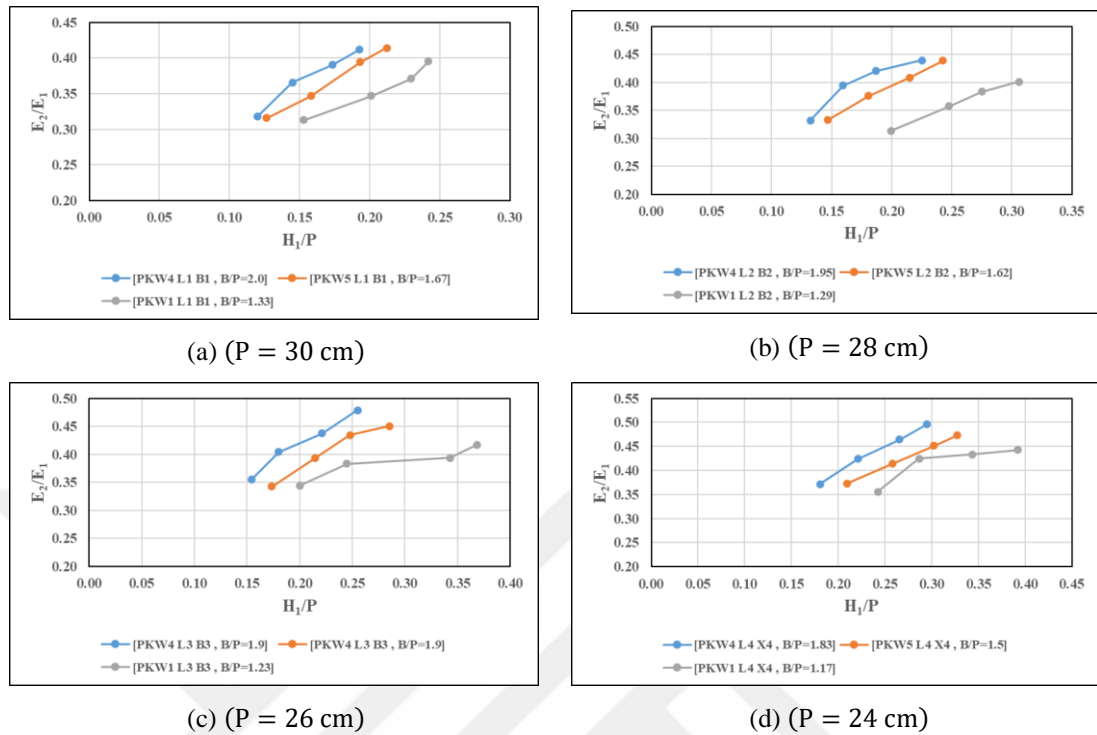 0.45
0.40
0.35
0.30
0.25
0.20
E2/E1
0.00 0.05 0.10 0.15 0.20 0.25 0.30
H1/P
[PKW4 L1 B1 , B/P=2.0] [PKW5 L1 B1 , B/P=1.67]
[PKW1 L1 B1 , B/P=1.33]
(a) (P = 30 cm)
0.50
0.45
0.40
0.35
0.30
0.25
0.20
E2/E1
0.00 0.05 0.10 0.15 0.20 0.25 0.30 0.35
H1/P
[PKW4 L2 B2 , B/P=1.95] [PKW5 L2 B2 , B/P=1.62]
[PKW1 L2 B2 , B/P=1.29]
(b) (P = 28 cm)
0.50
0.45
0.40
0.35
0.30
0.25
0.20
E2/E1
0.00 0.05 0.10 0.15 0.20 0.25 0.30 0.35 0.40
H1/P
[PKW4 L3 B3 , B/P=1.9] [PKW4 L3 B3 , B/P=1.9]
[PKW1 L3 B3 , B/P=1.23]
(c) (P = 26 cm)
0.55
0.50
0.45
0.40
0.35
0.30
0.25
0.20
E2/E1
0.00 0.05 0.10 0.15 0.20 0.25 0.30 0.35 0.40 0.45
H1/P
[PKW4 L4 X4 , B/P=1.83] [PKW5 L4 X4 , B/P=1.5]
[PKW1 L4 X4 , B/P=1.17]
(d) (P = 24 cm)